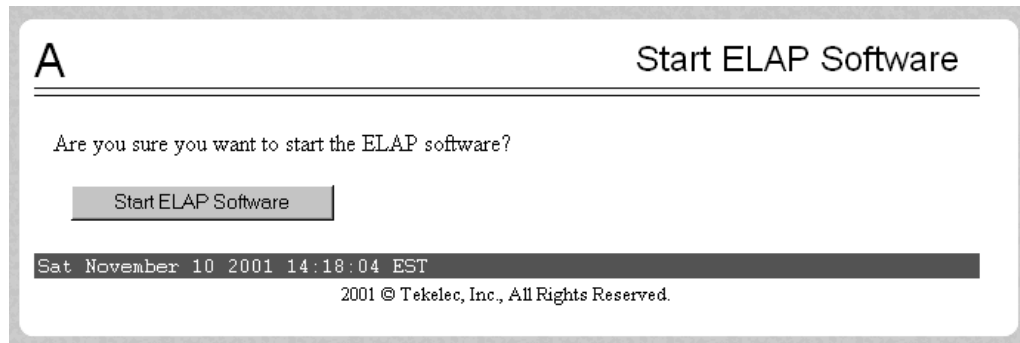 A Start ELAP Software
Are you sure you want to start the ELAP software?
Start ELAP Software
Sat November 10 2001 14:18:04 EST
2001 © Tekelec, Inc., All Rights Reserved.